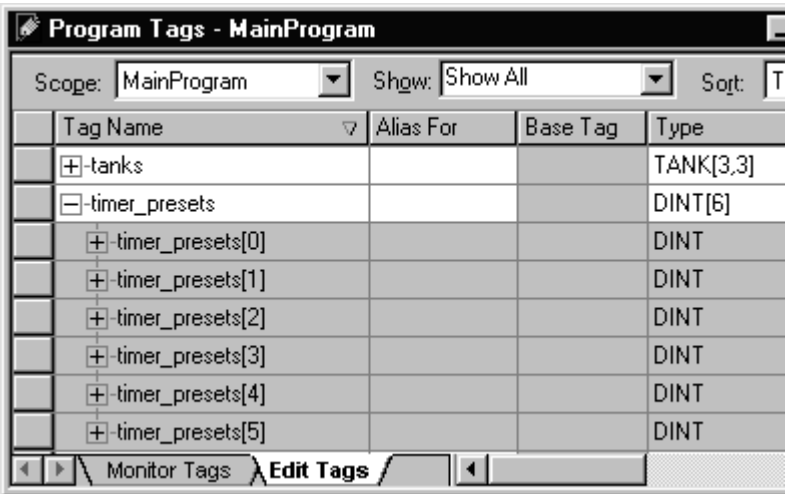 Program Tags - MainProgram
Scope: MainProgram Show: Show All Sort: T
Tag Name Alias For Base Tag Type
tanks TANK[3,3]
timer_presets DINT[6]
timer_presets[0] DINT
timer_presets[1] DINT
timer_presets[2] DINT
timer_presets[3] DINT
timer_presets[4] DINT
timer_presets[5] DINT
Monitor Tags Edit Tags